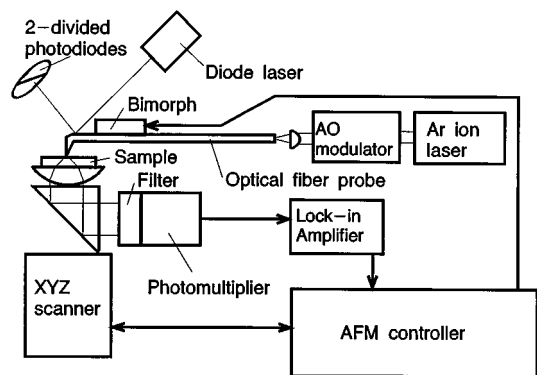 2-divided
photodiodes
Diode laser
Bimorph
AO
modulator
Ar ion
laser
Sample
Filter
Optical fiber probe
Lock-in
Amplifier
Photomultiplier
XYZ
scanner
AFM controller